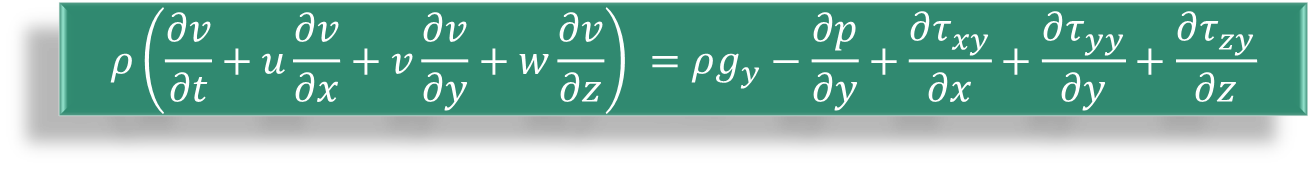 ρ(∂v/∂t + u ∂v/∂x + v ∂v/∂y + w ∂v/∂z) = ρg_y − ∂p/∂y + ∂τ_xy/∂x + ∂τ_yy/∂y + ∂τ_zy/∂z